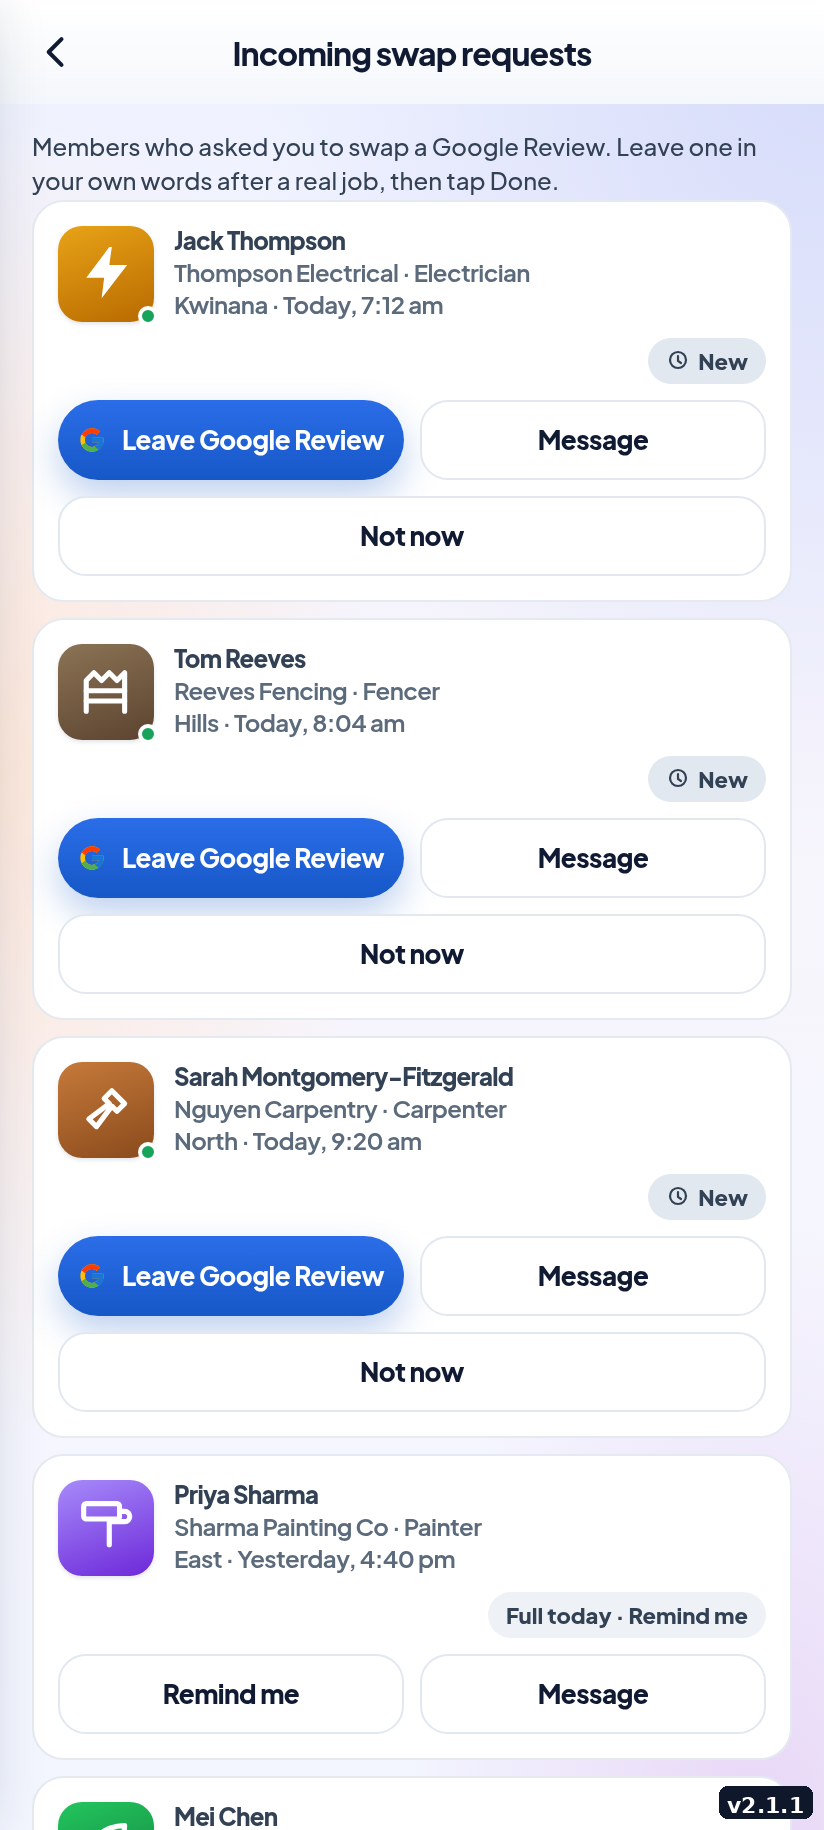 Incoming swap requests
Members who asked you to swap a Google Review. Leave one in
your own words after a real job, then tap Done.
Jack Thompson
Thompson Electrical · Electrician
Kwinana · Today, 7:12 am
New
Leave Google Review
Message
Not now
Tom Reeves
Reeves Fencing · Fencer
Hills · Today, 8:04 am
New
Leave Google Review
Message
Not now
Sarah Montgomery-Fitzgerald
Nguyen Carpentry · Carpenter
North · Today, 9:20 am
New
Leave Google Review
Message
Not now
Priya Sharma
Sharma Painting Co · Painter
East · Yesterday, 4:40 pm
Full today · Remind me
Remind me
Message
Mei Chen
v2.1.1